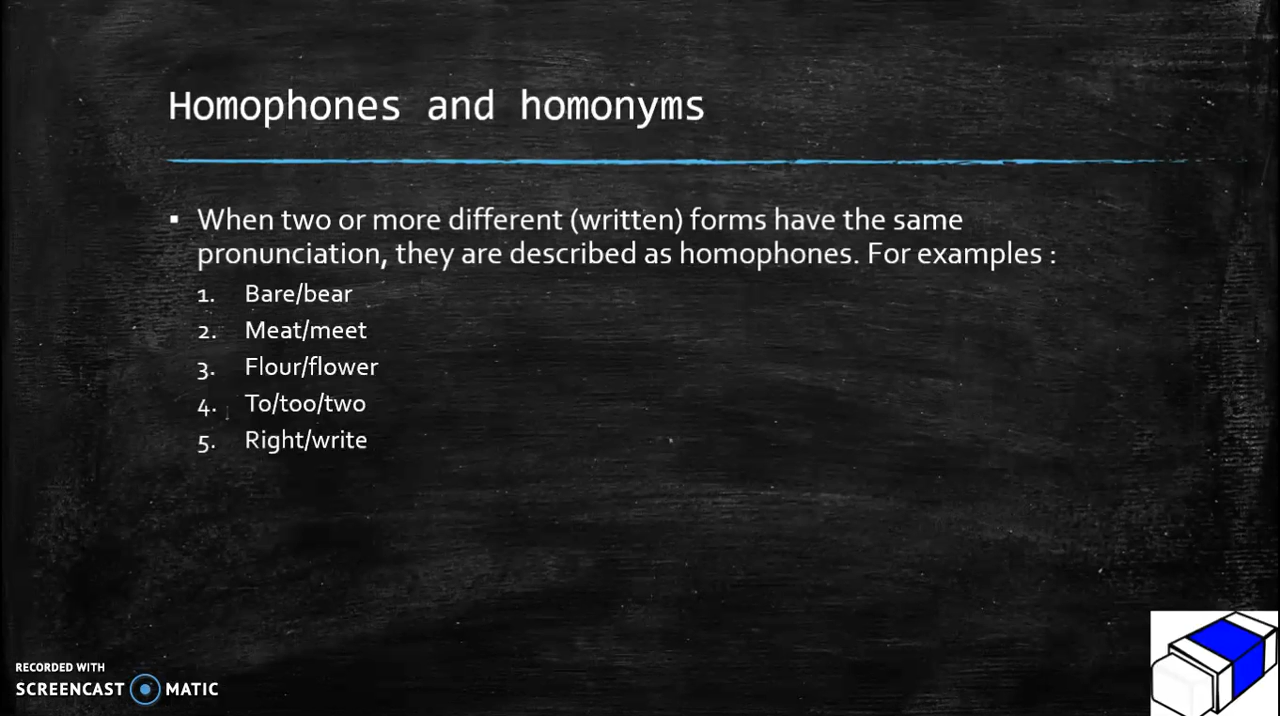 Homophones and homonyms
▪ When two or more different (written) forms have the same
pronunciation, they are described as homophones. For examples :
1. Bare/bear
2. Meat/meet
3. Flour/flower
4. To/too/two
5. Right/write
RECORDED WITH
SCREENCAST MATIC